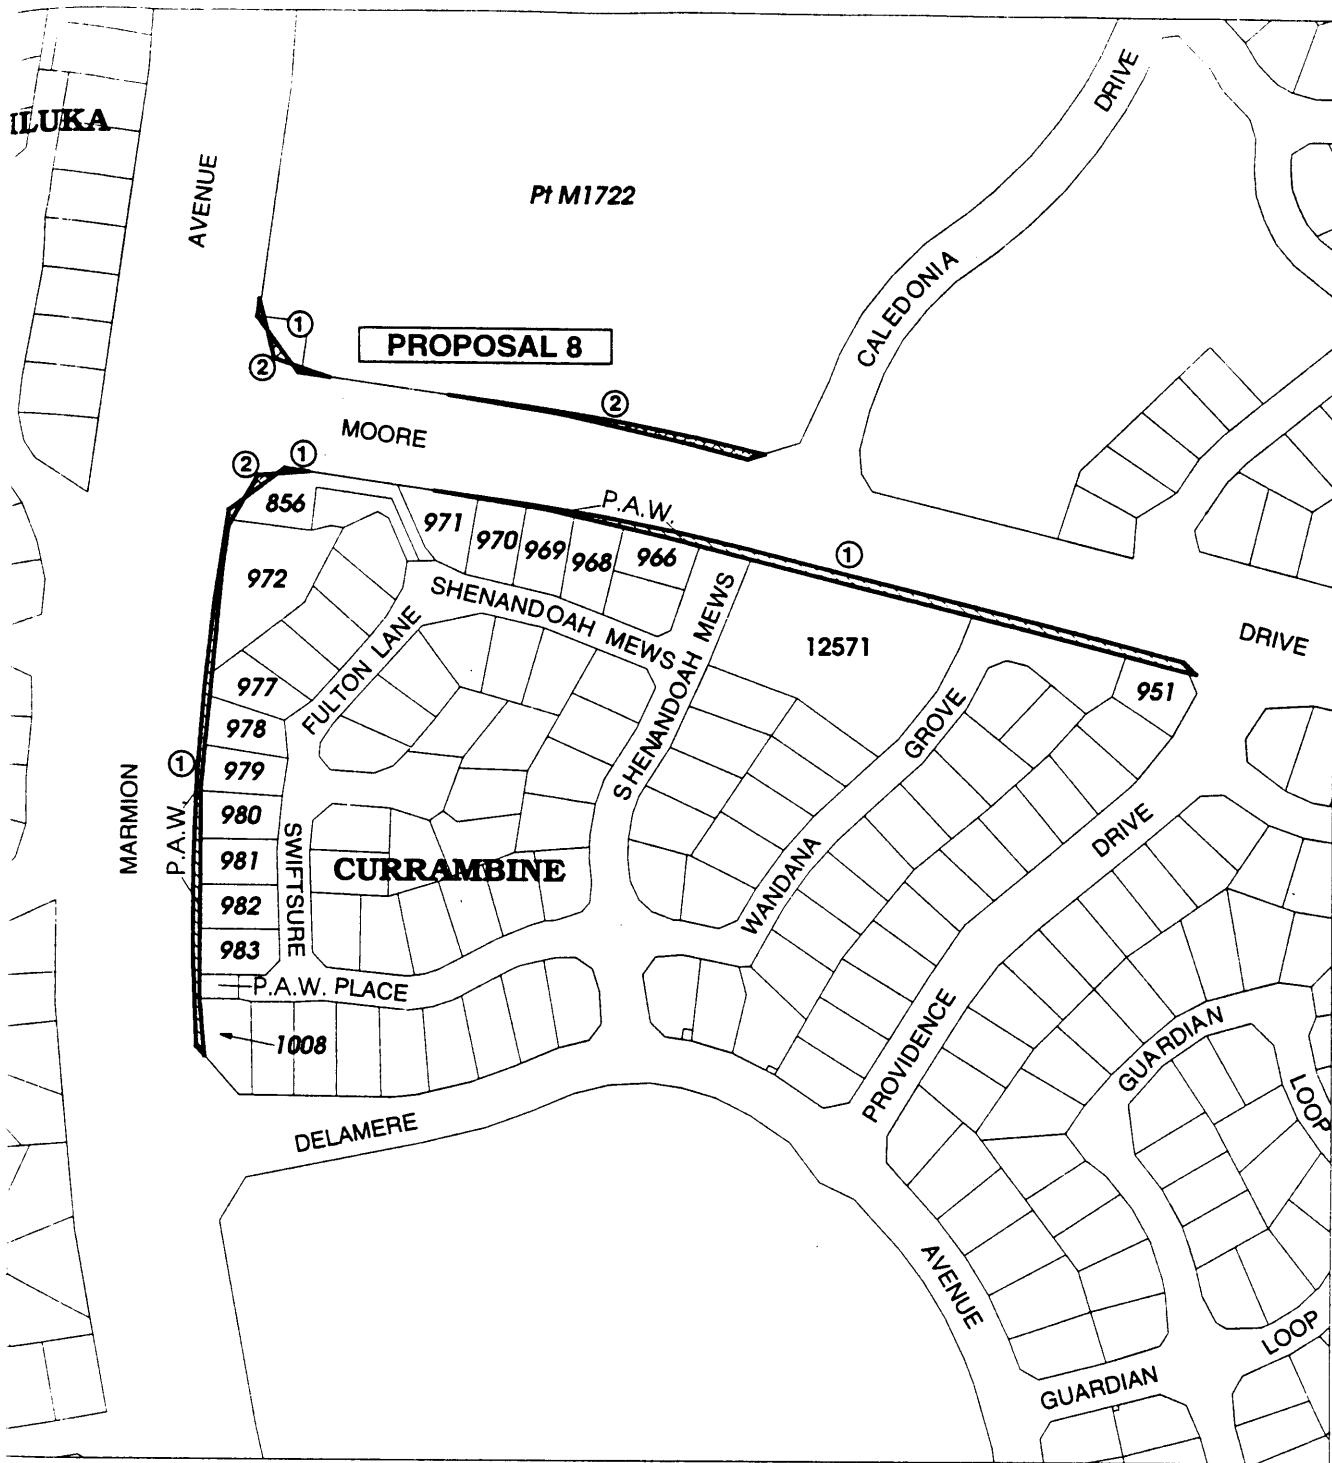 ILUKA
AVENUE
Pt M1722
DRIVE
CALEDONIA
1
PROPOSAL 8
2
2
MOORE
1
2
856
971
970
969
968
966
P.A.W.
1
972
SHENANDOAH MEWS
SHENANDOAH MEWS
FULTON LANE
12571
DRIVE
951
977
978
979
980
981
982
983
1
MARMION
P.A.W.
SWIFTSURE
CURRAMBINE
GROVE
WANDANA
DRIVE
PROVIDENCE
P.A.W. PLACE
1008
GUARDIAN
LOOP
DELAMERE
AVENUE
LOOP
GUARDIAN